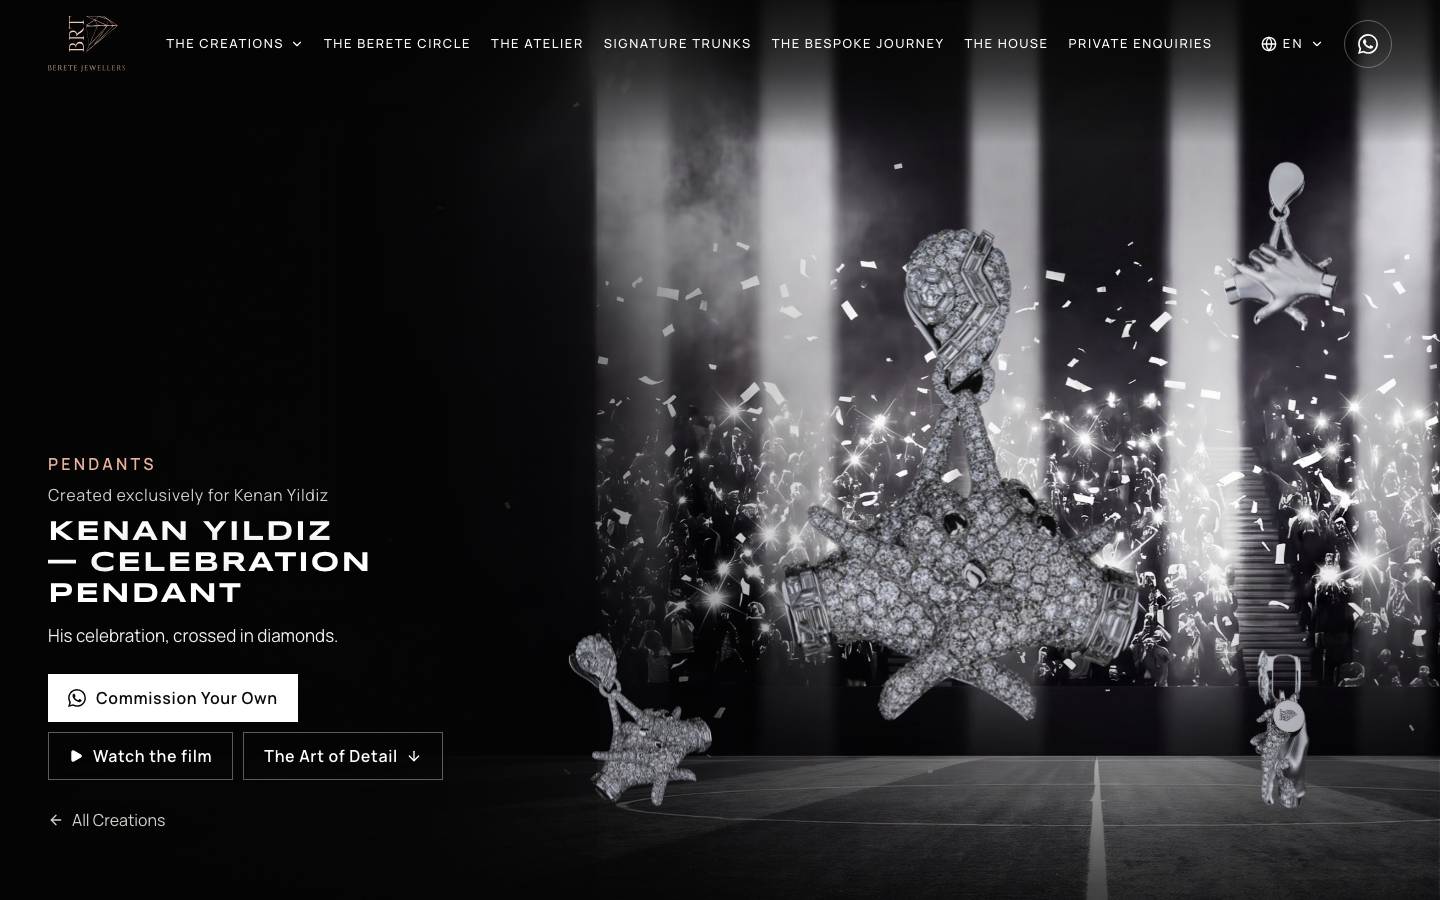 BRT
BERETE JEWELLERS
THE CREATIONS
THE BERETE CIRCLE
THE ATELIER
SIGNATURE TRUNKS
THE BESPOKE JOURNEY
THE HOUSE
PRIVATE ENQUIRIES
EN
PENDANTS
Created exclusively for Kenan Yildiz
KENAN YILDIZ
— CELEBRATION
PENDANT
His celebration, crossed in diamonds.
Commission Your Own
Watch the film
The Art of Detail
All Creations